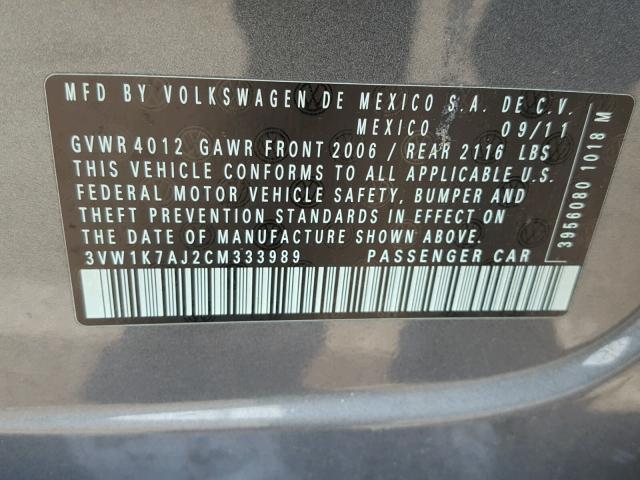 MFD BY VOLKSWAGEN DE MEXICO S.A. DE C.V.
MEXICO 09/11
GVWR 4012 GAWR FRONT 2006 / REAR 2116 LBS
THIS VEHICLE CONFORMS TO ALL APPLICABLE U.S.
FEDERAL MOTOR VEHICLE SAFETY, BUMPER AND
THEFT PREVENTION STANDARDS IN EFFECT ON
THE DATE OF MANUFACTURE SHOWN ABOVE.
3VW1K7AJ2CM333989 PASSENGER CAR
3956080 1018 M